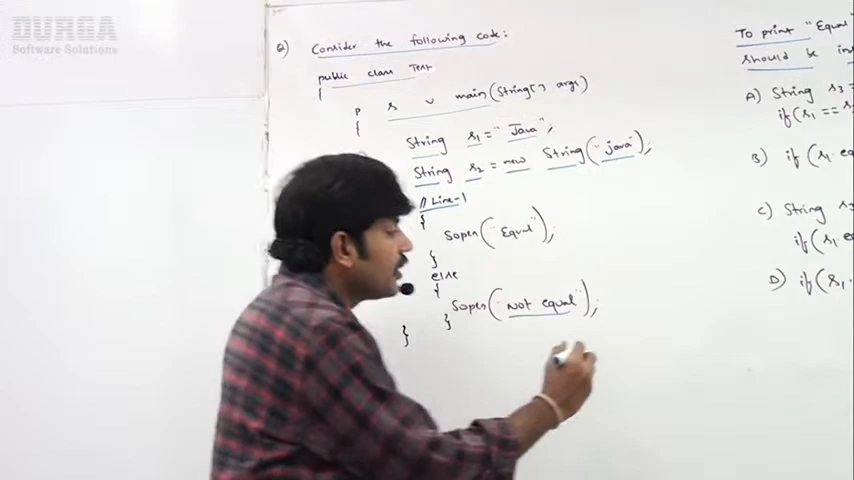 DURGA
Software Solutions
Q) Consider the following code:
public class Test
{
p s v main(String[] args)
{
String s1 = "Java";
String s2 = new String("java");
//Line-1
{
Sopln("Equal");
}
else
{
Sopln("Not equal");
}
}
To print "Equal"
should be
A) String s3 =
if(s1 ==
B) if(s1.eq
C) String s3
if(s1.eq
D) if(s1.